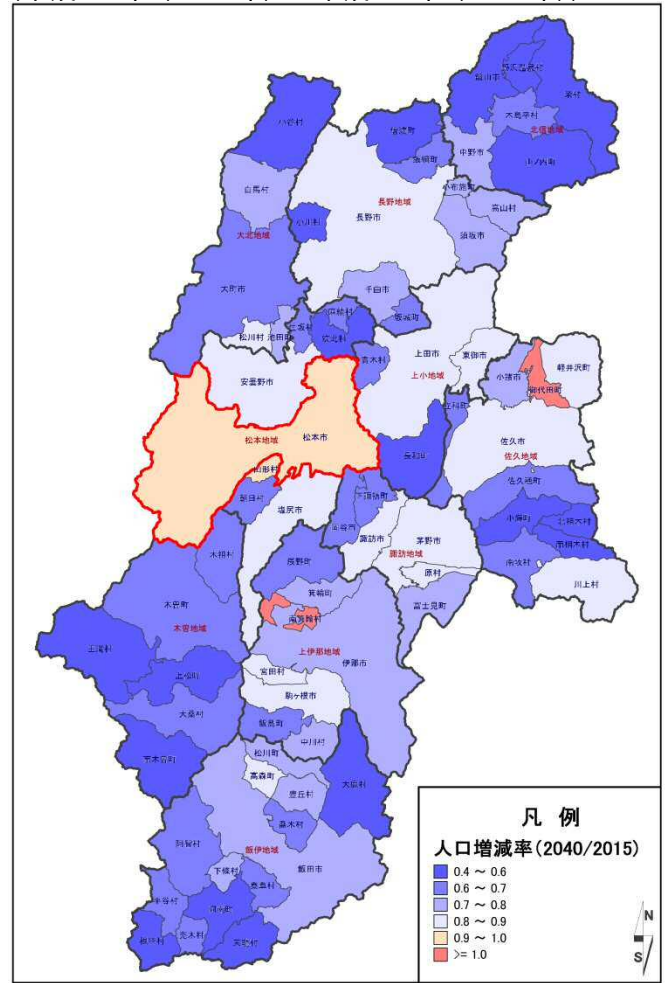 小谷村
信濃町
飯綱町
飯山市
野沢温泉村
栄村
木島平村
北信地域
中野市
山ノ内町
小布施町
高山村
須坂市
白馬村
長野地域
長野市
小川村
大北地域
大町市
千曲市
麻績村
坂城町
生坂村
筑北村
松川村
池田町
青木村
上田市
東御市
上小地域
小諸市
軽井沢町
御代田町
安曇野市
立科町
佐久市
佐久地域
松本地域
松本市
長和町
山形村
朝日村
塩尻市
下諏訪町
岡谷市
諏訪市
茅野市
諏訪地域
原村
富士見町
佐久穂町
小海町
北相木村
南相木村
南牧村
川上村
木祖村
辰野町
箕輪町
南箕輪村
木曽町
木曽地域
王滝村
上松町
上伊那地域
伊那市
宮田村
駒ヶ根市
大桑村
飯島町
中川村
南木曽町
松川町
高森町
豊丘村
大鹿村
喬木村
阿智村
飯伊地域
飯田市
下條村
泰阜村
平谷村
阿南町
根羽村
売木村
天龍村
凡 例
人口増減率(2040/2015)
0.4 ～ 0.6
0.6 ～ 0.7
0.7 ～ 0.8
0.8 ～ 0.9
0.9 ～ 1.0
>= 1.0
N
S